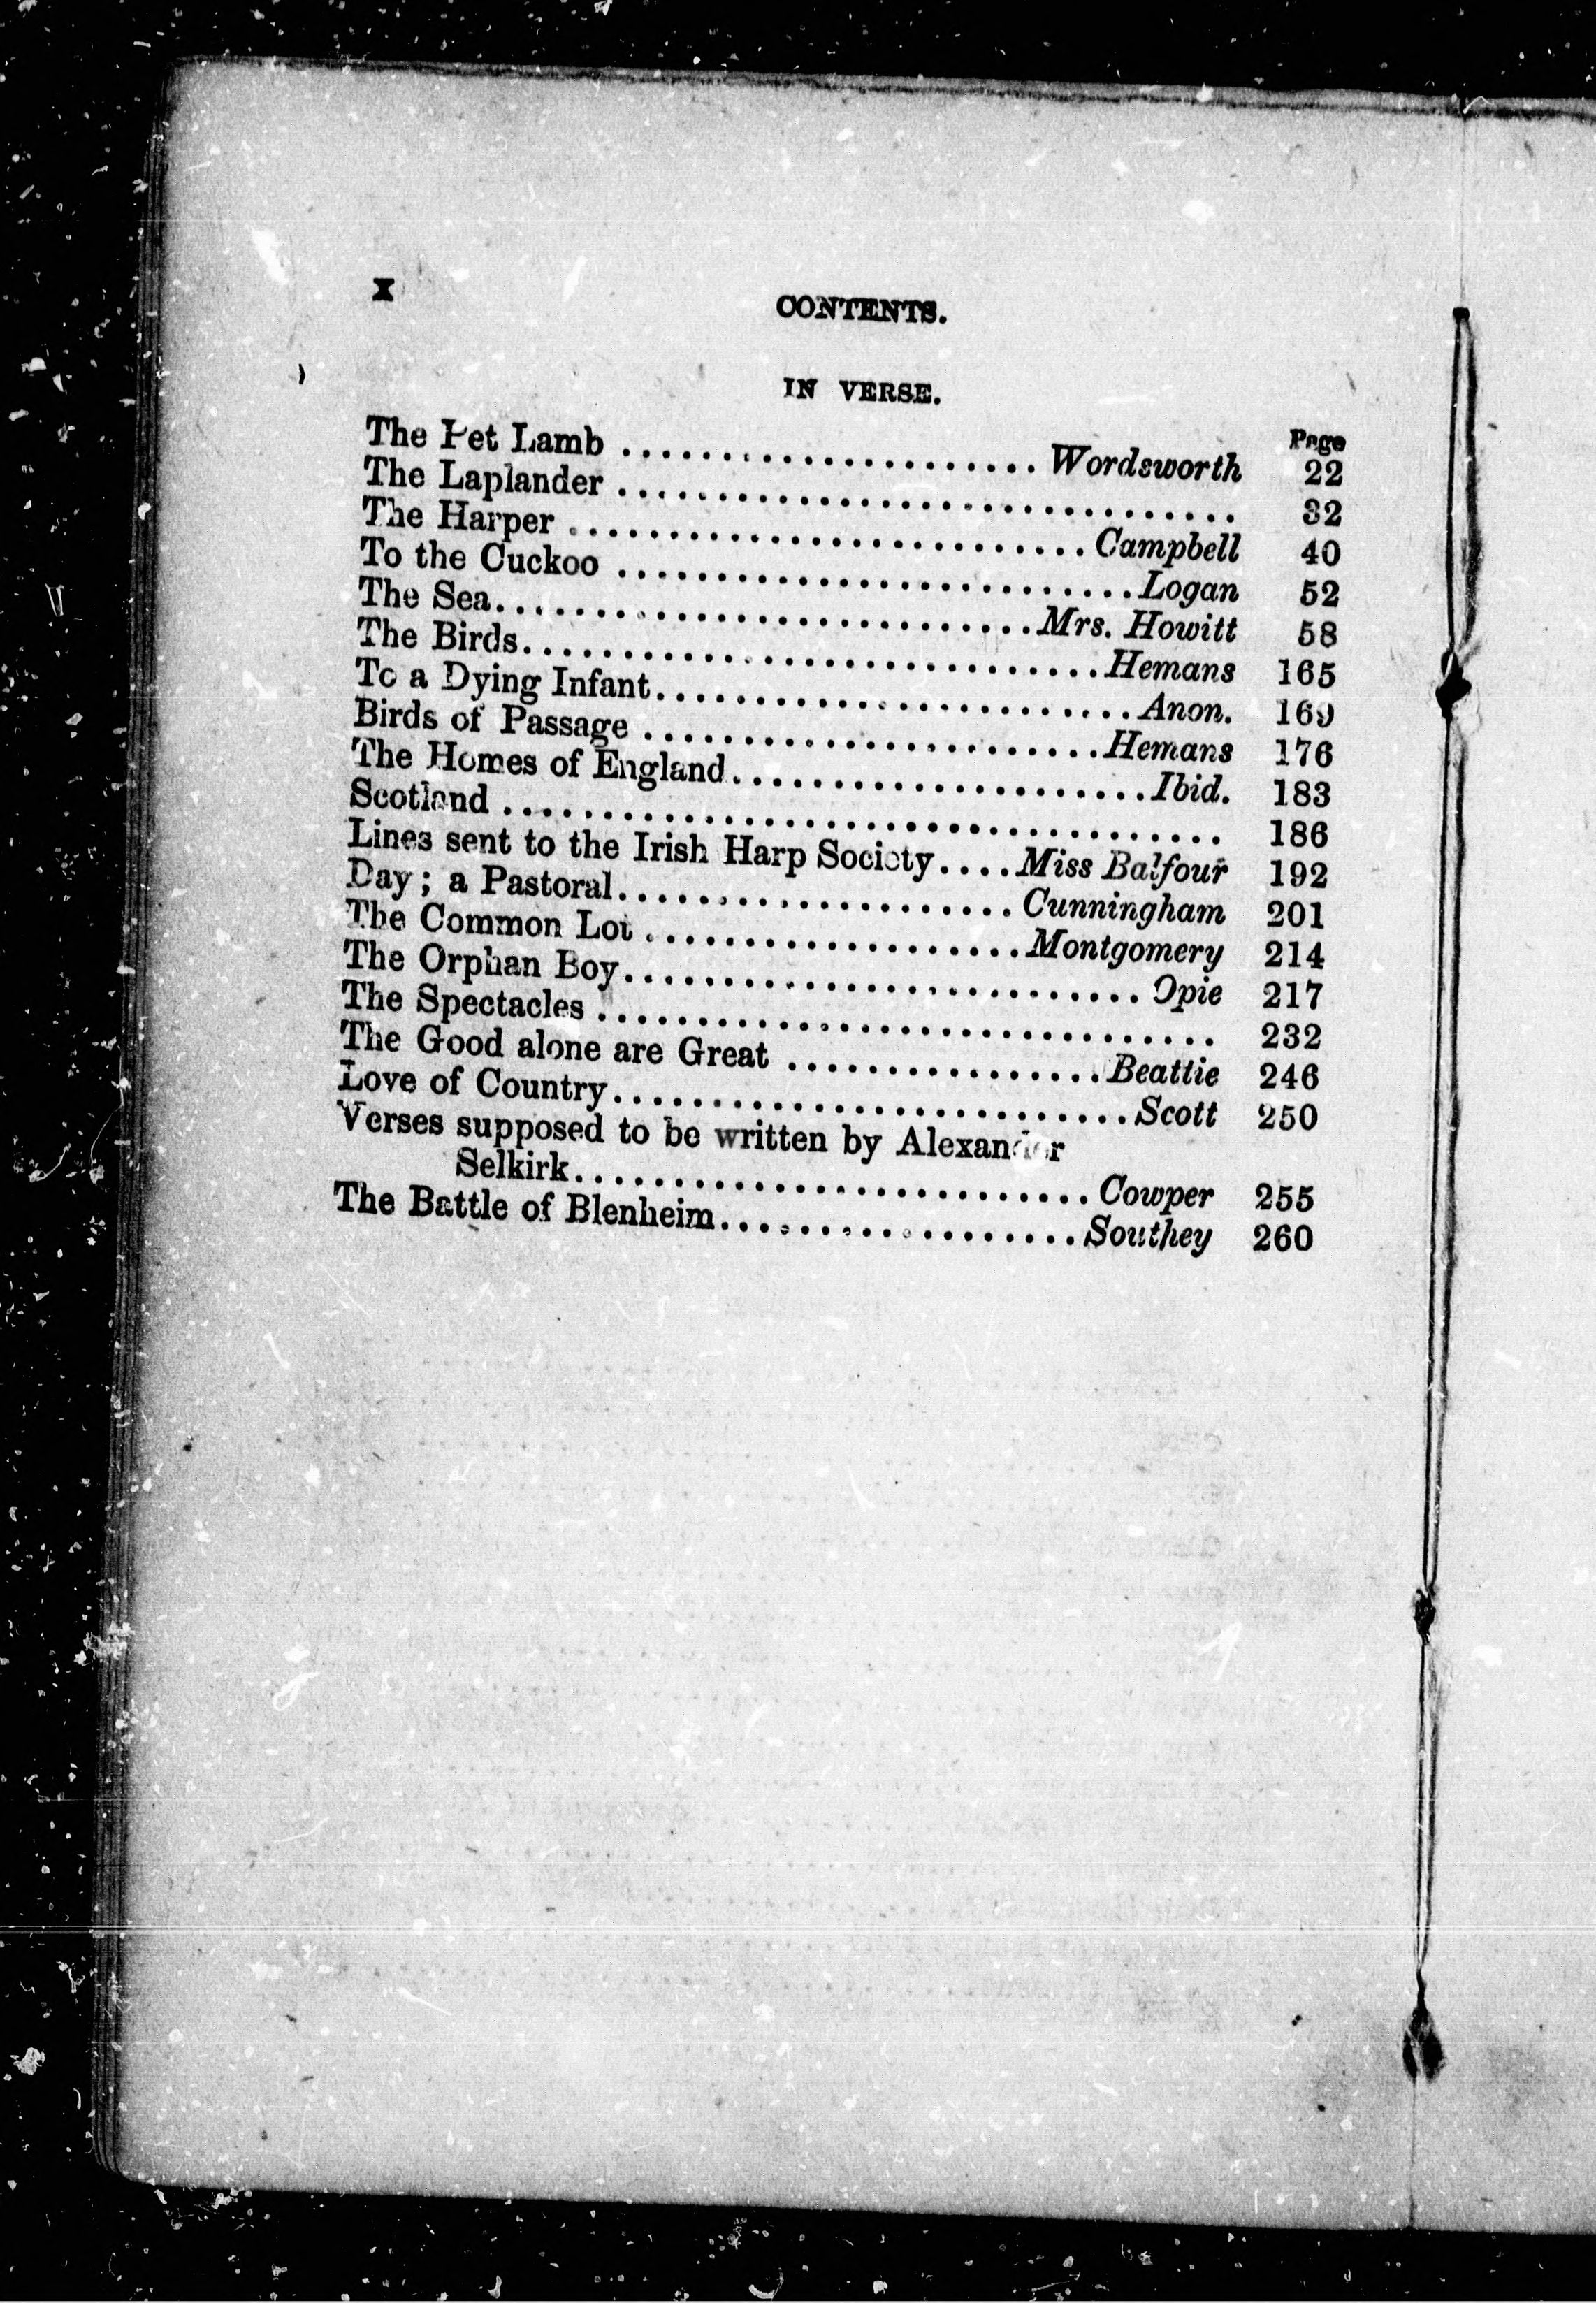 x
CONTENTS.
IN VERSE.
Page
The Pet Lamb ..................... Wordsworth 22
The Laplander ............................... 32
The Harper .......................... Campbell 40
To the Cuckoo .......................... Logan 52
The Sea........................... Mrs. Howitt 58
The Birds............................. Hemans 165
To a Dying Infant........................ Anon. 169
Birds of Passage ....................... Hemans 176
The Homes of England..................... Ibid. 183
Scotland .................................... 186
Lines sent to the Irish Harp Society.... Miss Balfour 192
Day; a Pastoral.................... Cunningham 201
The Common Lot ................... Montgomery 214
The Orphan Boy.......................... Opie 217
The Spectacles ............................... 232
The Good alone are Great ................ Beattie 246
Love of Country.......................... Scott 250
Verses supposed to be written by Alexander
Selkirk.......................... Cowper 255
The Battle of Blenheim.................. Southey 260